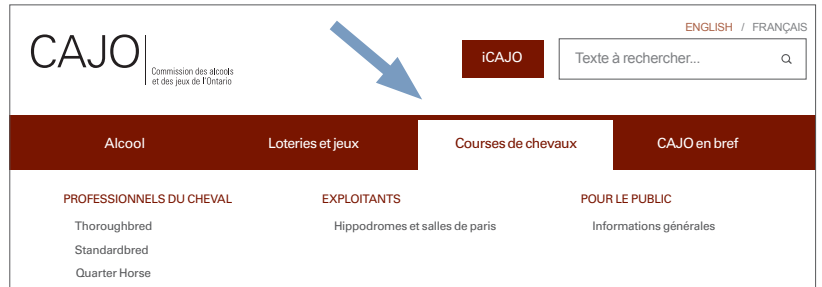 ENGLISH / FRANÇAIS
CAJO
Commission des alcools
et des jeux de l'Ontario
iCAJO
Texte à rechercher...
Alcool
Loteries et jeux
Courses de chevaux
CAJO en bref
PROFESSIONNELS DU CHEVAL
Thoroughbred
Standardbred
Quarter Horse
EXPLOITANTS
Hippodromes et salles de paris
POUR LE PUBLIC
Informations générales